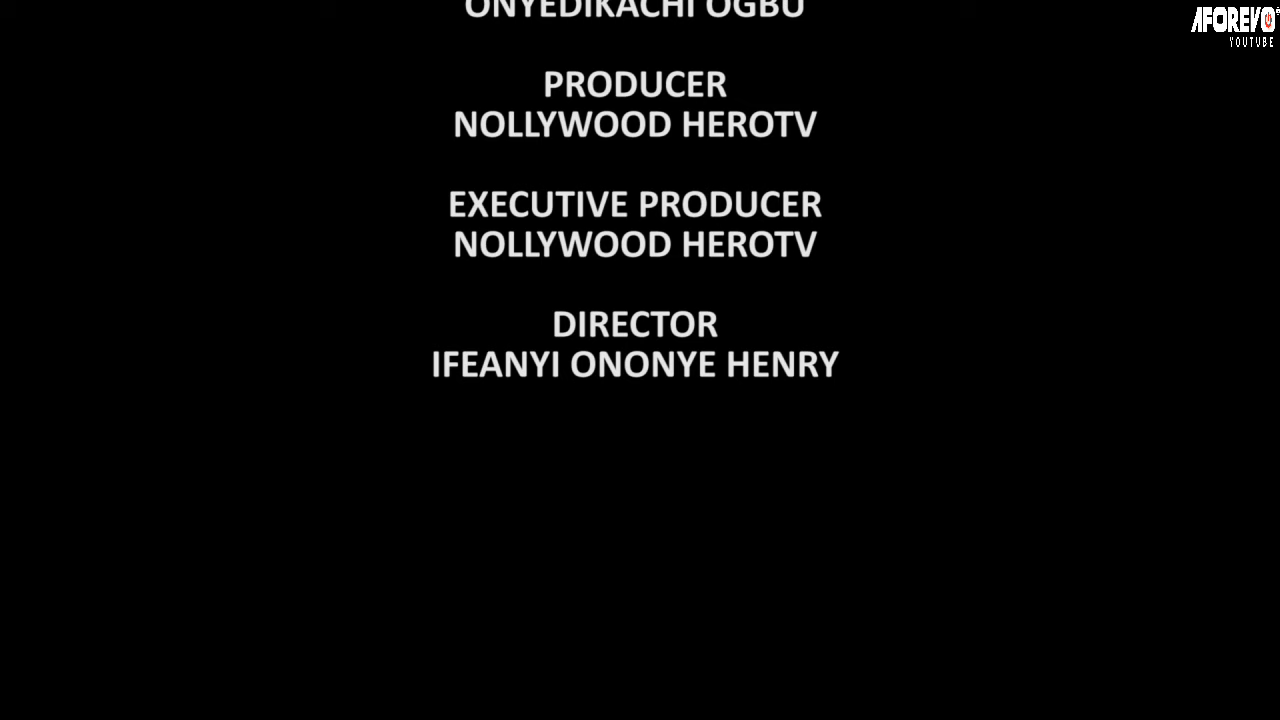 ONYEDIKACHI OGBU
PRODUCER
NOLLYWOOD HEROTV
EXECUTIVE PRODUCER
NOLLYWOOD HEROTV
DIRECTOR
IFEANYI ONONYE HENRY
AFOREVO
YOUTUBE